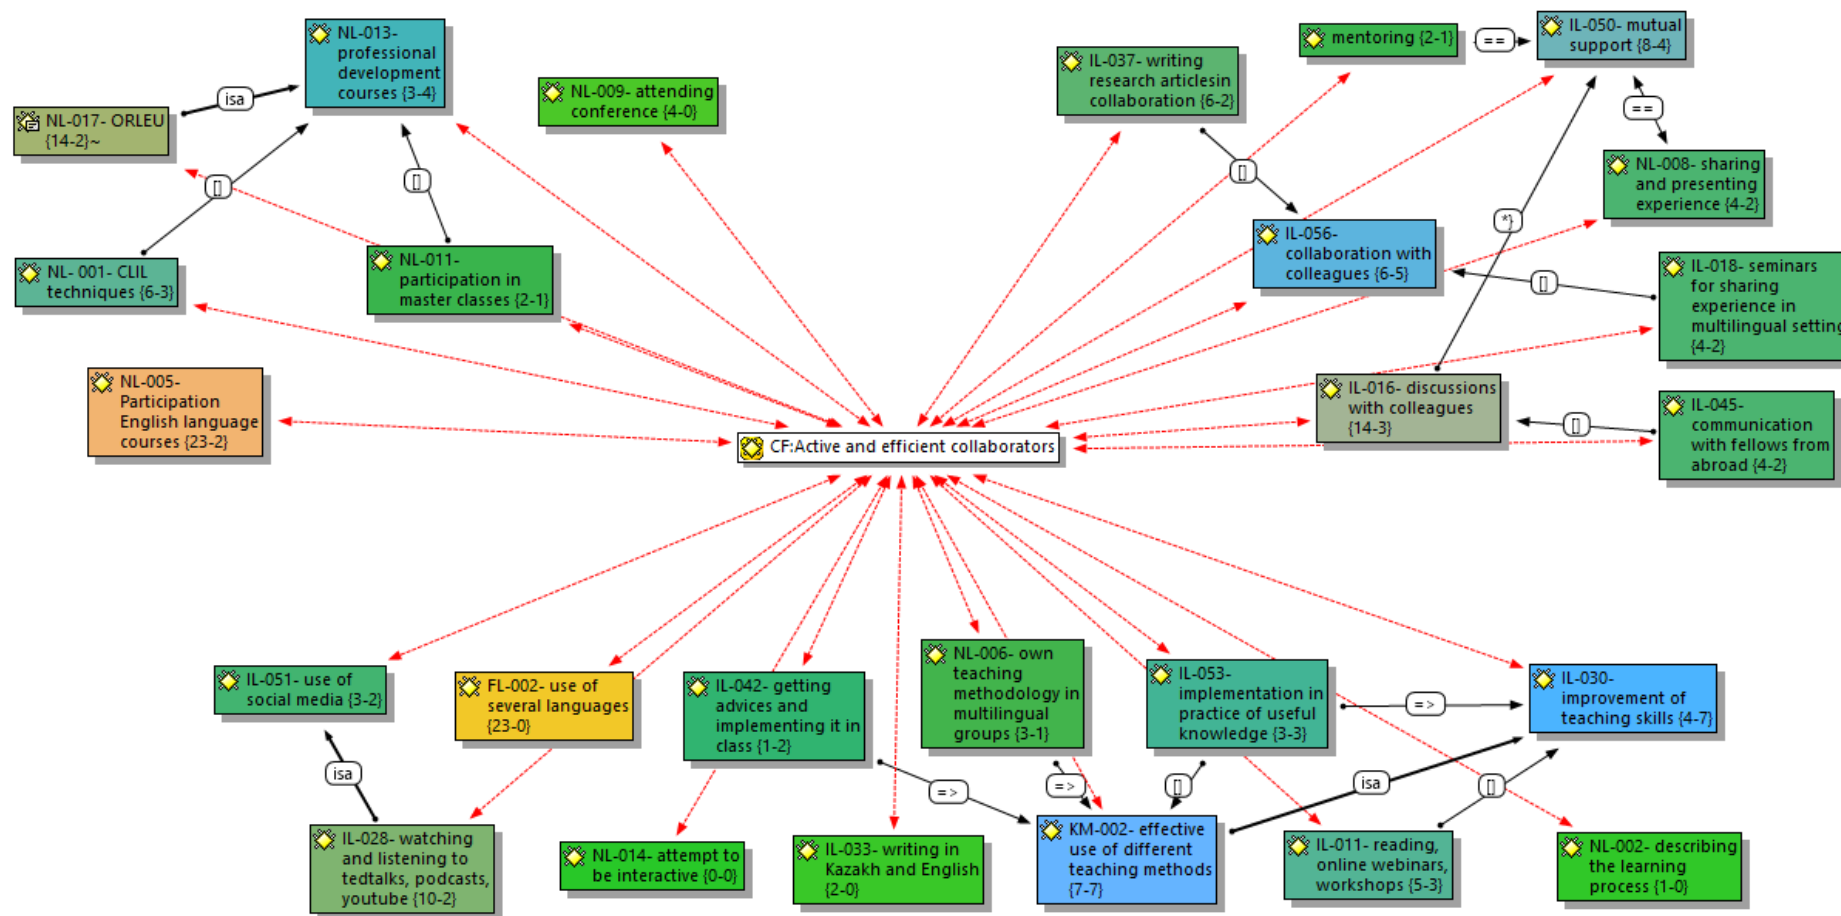 NL-013-
professional
development
courses {3-4}
isa
NL-017- ORLEU
{14-2}~
NL-009- attending
conference {4-0}
[]
[]
NL- 001- CLIL
techniques {6-3}
NL-011-
participation in
master classes {2-1}
NL-005-
Participation
English language
courses {23-2}
IL-037- writing
research articlesin
collaboration {6-2}
mentoring {2-1}
==
IL-050- mutual
support {8-4}
==
NL-008- sharing
and presenting
experience {4-2}
[]
*}
IL-056-
collaboration with
colleagues {6-5}
[]
IL-018- seminars
for sharing
experience in
multilingual setting
{4-2}
IL-016- discussions
with colleagues
{14-3}
[]
IL-045-
communication
with fellows from
abroad {4-2}
CF:Active and efficient collaborators
IL-051- use of
social media {3-2}
isa
FL-002- use of
several languages
{23-0}
IL-042- getting
advices and
implementing it in
class {1-2}
NL-006- own
teaching
methodology in
multilingual
groups {3-1}
IL-053-
implementation in
practice of useful
knowledge {3-3}
=>
IL-030-
improvement of
teaching skills {4-7}
=>
=>
[]
isa
[]
IL-028- watching
and listening to
tedtalks, podcasts,
youtube {10-2}
NL-014- attempt to
be interactive {0-0}
IL-033- writing in
Kazakh and English
{2-0}
KM-002- effective
use of different
teaching methods
{7-7}
IL-011- reading,
online webinars,
workshops {5-3}
NL-002- describing
the learning
process {1-0}